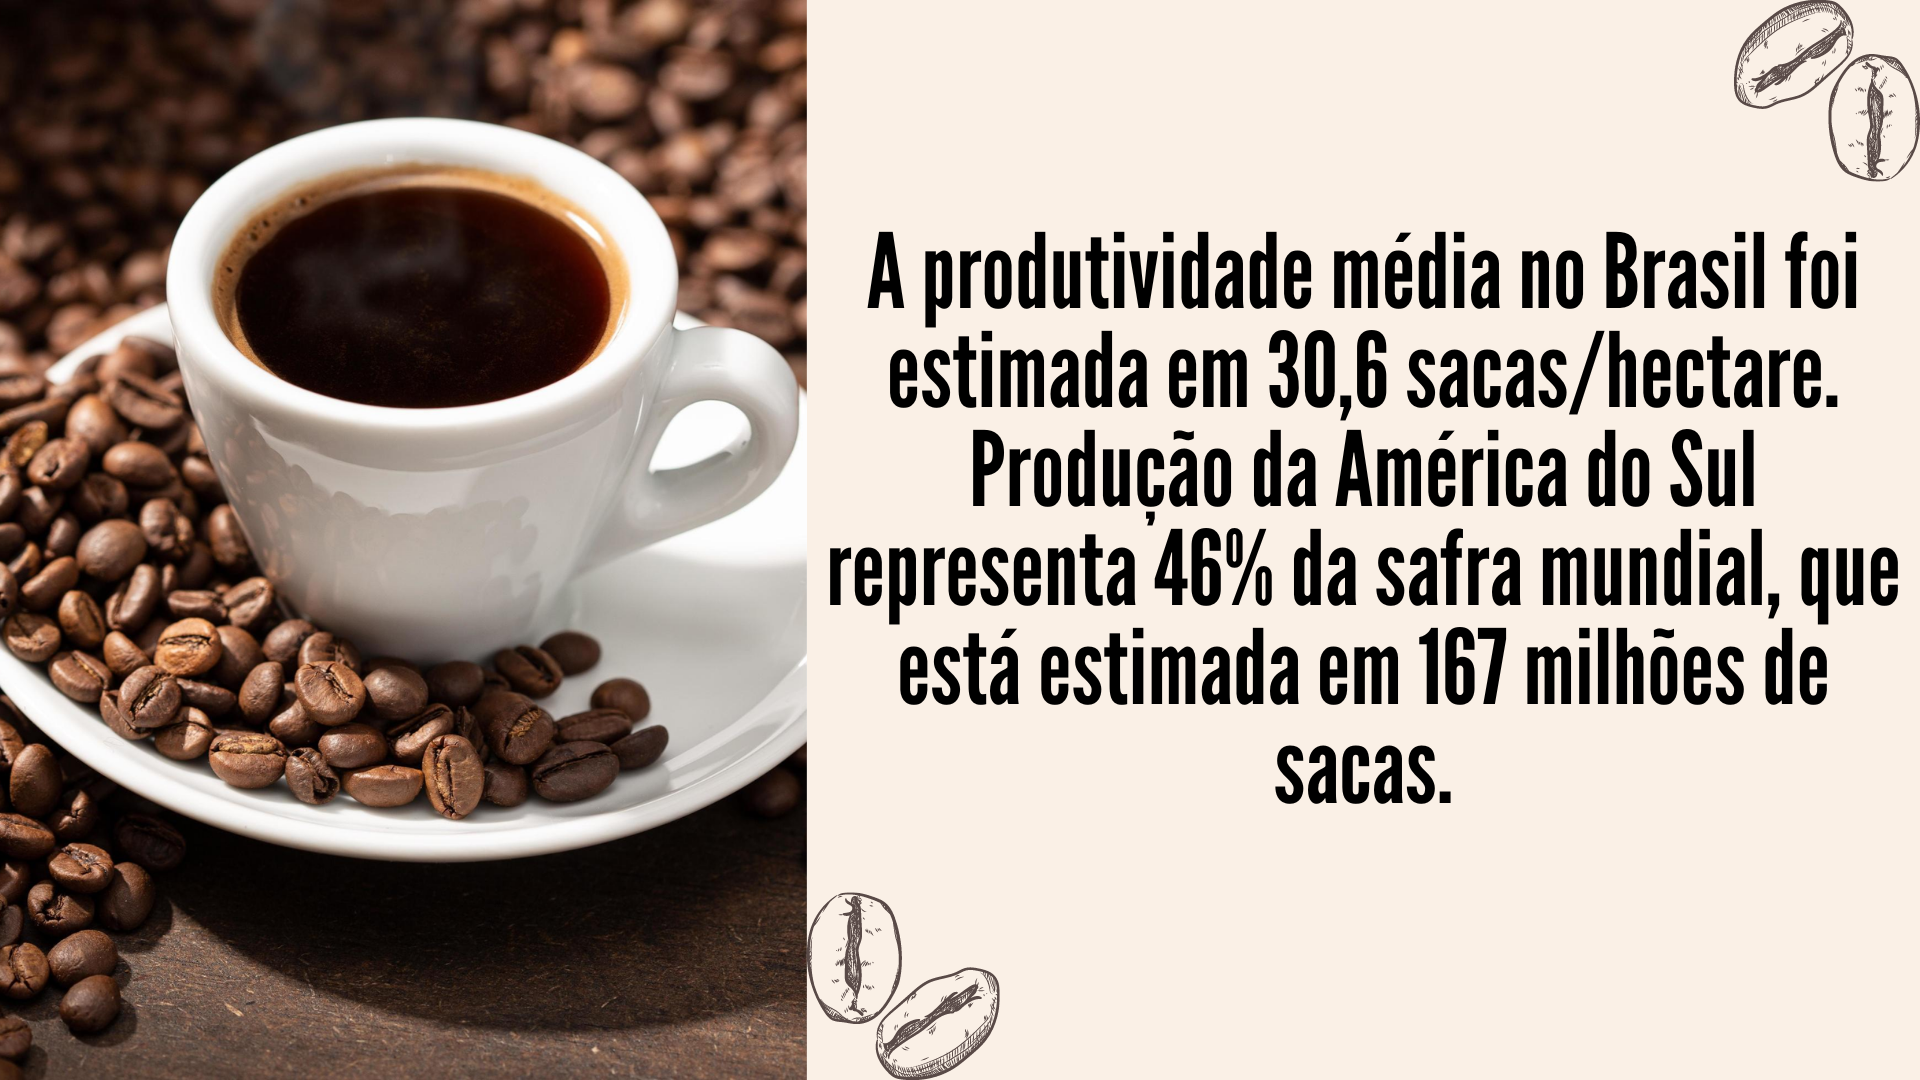 A produtividade média no Brasil foi
estimada em 30,6 sacas/hectare.
Produção da América do Sul
representa 46% da safra mundial, que
está estimada em 167 milhões de
sacas.